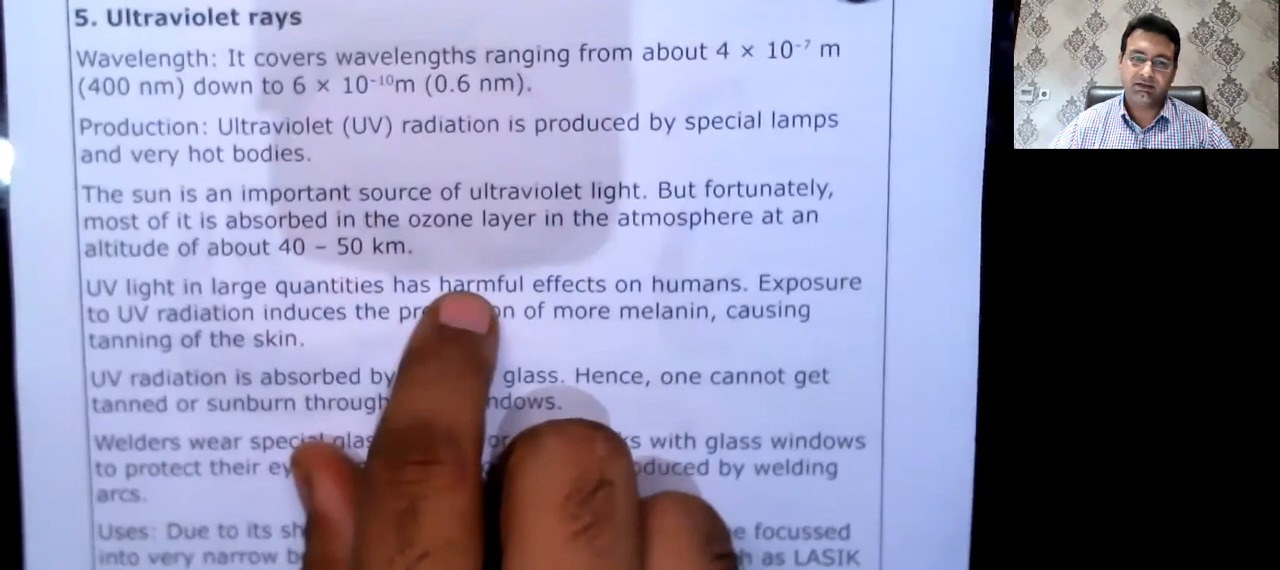 5. Ultraviolet rays
Wavelength: It covers wavelengths ranging from about 4 × 10⁻⁷ m
(400 nm) down to 6 × 10⁻¹⁰m (0.6 nm).
Production: Ultraviolet (UV) radiation is produced by special lamps
and very hot bodies.
The sun is an important source of ultraviolet light. But fortunately,
most of it is absorbed in the ozone layer in the atmosphere at an
altitude of about 40 – 50 km.
UV light in large quantities has harmful effects on humans. Exposure
to UV radiation induces the of more melanin, causing
tanning of the skin.
UV radiation is absorbed by glass. Hence, one cannot get
tanned or sunburn through
Welders wear special with glass windows
to protect their by welding
arcs.
Uses: Due to its focussed
into very narrow as LASIK